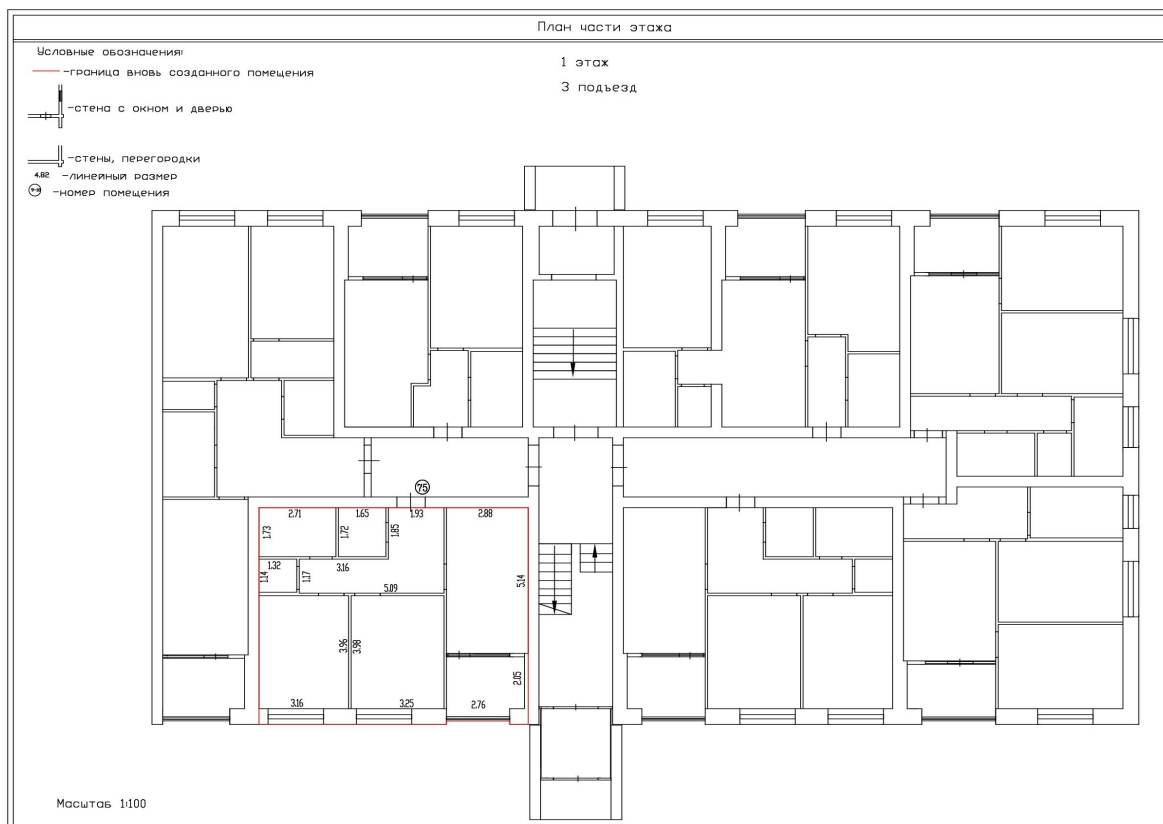 План части этажа
Условные обозначения:
-граница вновь созданного помещения
1 этаж
3 подъезд
-стена с окном и дверью
-стены, перегородки
4.82 -линейный размер
-номер помещения
75
2.71 1.65 1.93 2.88
1.73 1.72 1.85
1.32 3.16
1.14 1.17 5.14
5.09
3.96 3.98
2.05
3.16 3.25 2.76
Масштаб 1:100